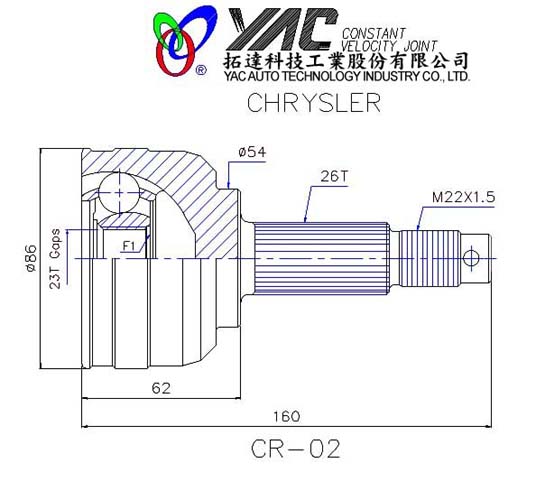 YAC CONSTANT
VELOCITY JOINT
拓達科技工業股份有限公司
® YAC AUTO TECHNOLOGY INDUSTRY CO., LTD.
CHRYSLER
ø54
26T
M22X1.5
ø86
23T Gaps
F1
62
160
CR-02